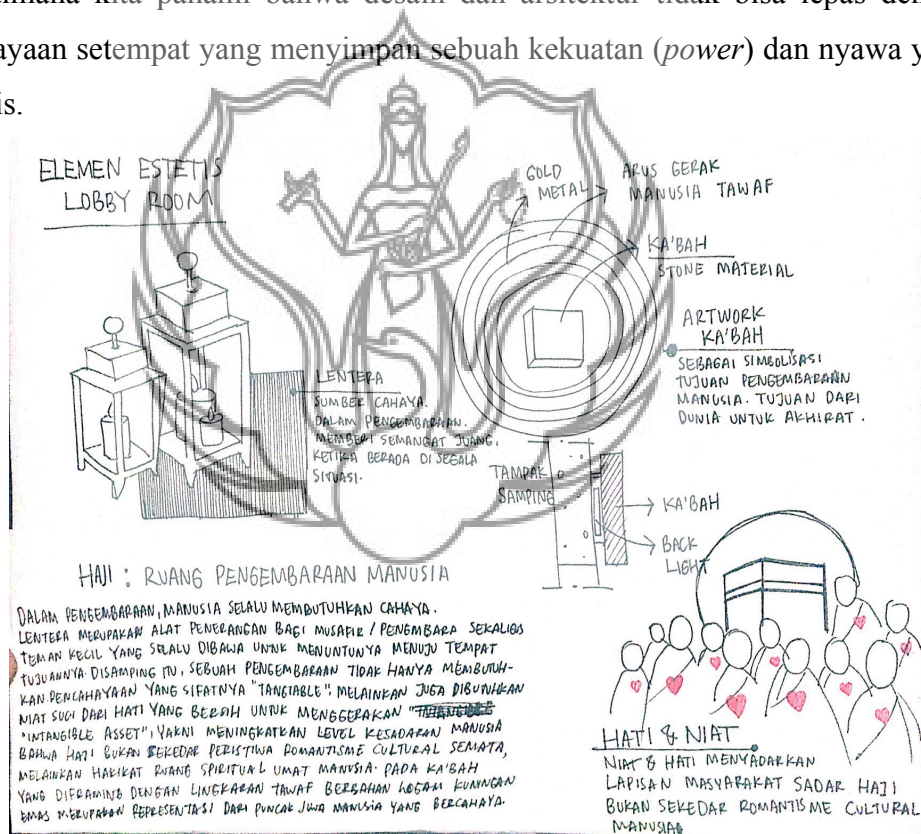 kita pahami bahwa desain dan arsitektur tidak bisa lepas
setempat yang menyimpan sebuah kekuatan (power) dan nyawa
ELEMEN ESTETIS
LOBBY ROOM
GOLD
METAL
ARUS GERAK
MANUSIA TAWAF
KA'BAH
STONE MATERIAL
ARTWORK
KA'BAH
SEBAGAI SIMBOLISASI
TUJUAN PENGEMBARAAN
MANUSIA. TUJUAN DARI
DUNIA UNTUK AKHIRAT.
LENTERA
SUMBER CAHAYA.
DALAM PENGEMBARAAN.
MEMBERI SEMANGAT JUANG,
KETIKA BERADA DI SEGALA
SITUASI.
TAMPAK
SAMPING
KA'BAH
BACK
LIGHT
HAJI : RUANG PENGEMBARAAN MANUSIA
DALAM PENGEMBARAAN, MANUSIA SELALU MEMBUTUHKAN CAHAYA.
LENTERA MERUPAKAN ALAT PENERANGAN BAGI MUSAFIR / PENGEMBARA SEKALIGUS
TEMAN KECIL YANG SELALU DIBAWA UNTUK MENUNTUNYA MENUJU TEMPAT
TUJUANNYA. DISAMPING ITU, SEBUAH PENGEMBARAAN TIDAK HANYA MEMBUTUH-
KAN PENCAHAYAAN YANG SIFATNYA "TANGIABLE", MELAINKAN JUGA DIBUTUHKAN
NIAT SUCI DARI HATI YANG BERSIH UNTUK MENGGERAKAN
"INTANGIBLE ASSET", YAKNI MENINGKATKAN LEVEL KESADARAN MANUSIA
BAHWA HAJI BUKAN SEKEDAR PERISTIWA ROMANTISME CULTURAL SEMATA,
MELAINKAN HAKIKAT RUANG SPIRITUAL UMAT MANUSIA. PADA KA'BAH
YANG DIFRAMING DENGAN LINGKARAN TAWAF BERBAHAN LOGAM KUNINGAN
EMAS MERUPAKAN REPRESENTASI DARI PUNCAK JIWA MANUSIA YANG BERCAHAYA.
HATI & NIAT
NIAT & HATI MENYADARKAN
LAPISAN MASYARAKAT SADAR HAJI
BUKAN SEKEDAR ROMANTISME CULTURAL
MANUSIA